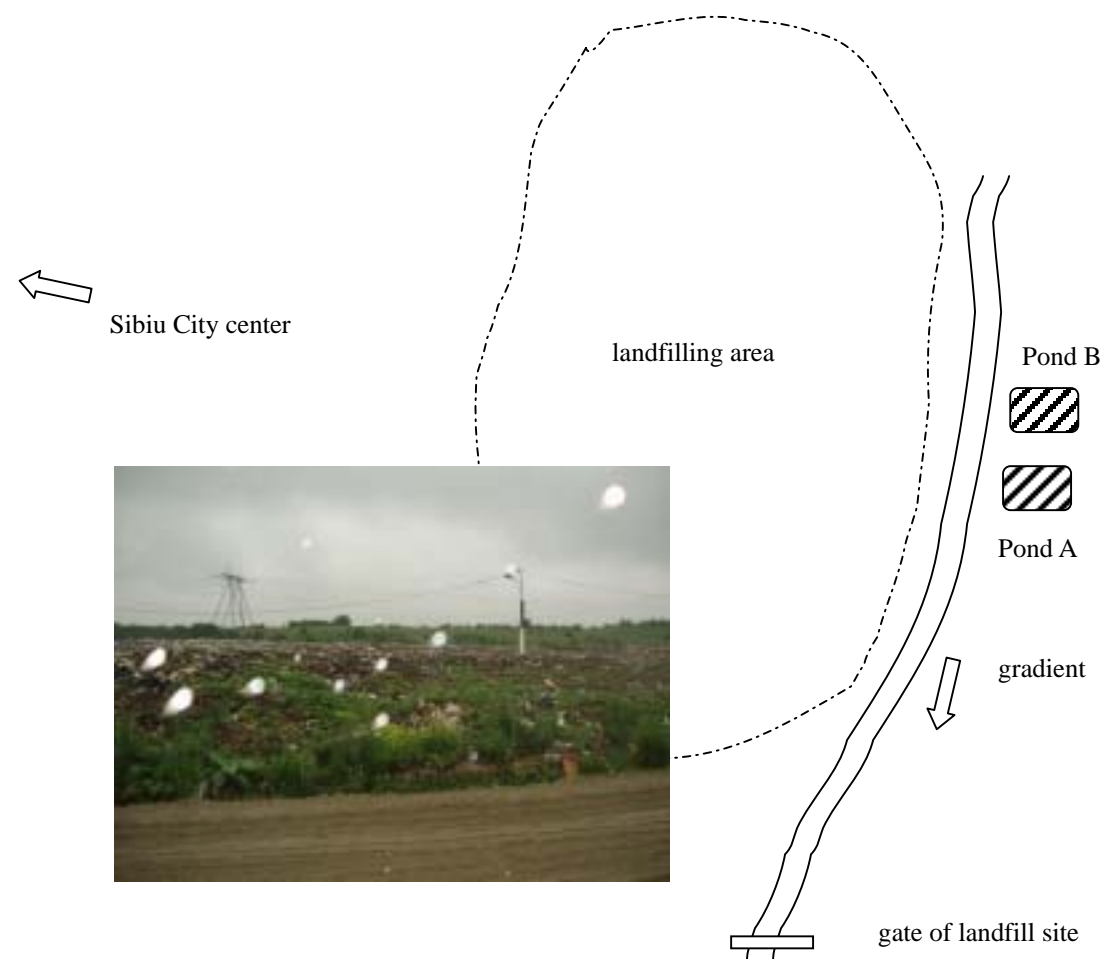 Sibiu City center
landfilling area
Pond B
Pond A
gradient
gate of landfill site